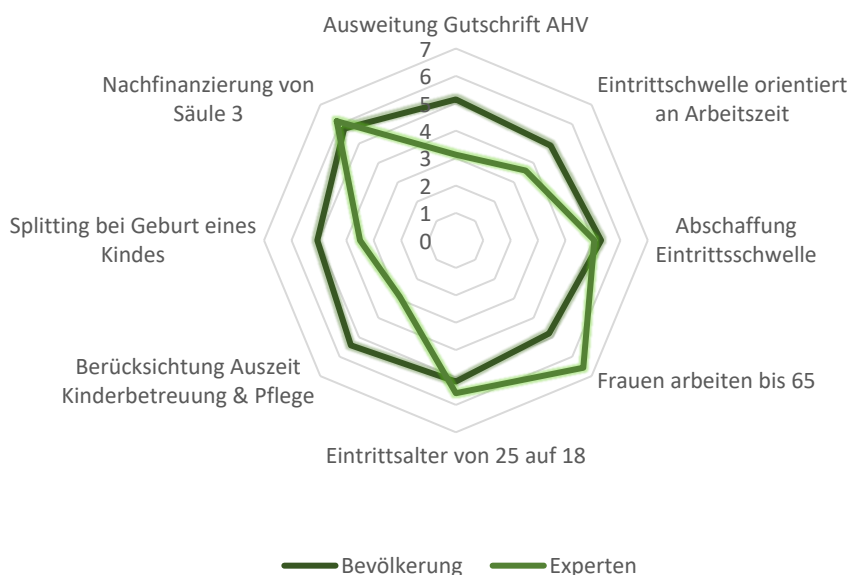 Ausweitung Gutschrift AHV
Eintrittschwelle orientiert
an Arbeitszeit
Abschaffung
Eintrittsschwelle
Frauen arbeiten bis 65
Eintrittsalter von 25 auf 18
Berücksichtung Auszeit
Kinderbetreuung & Pflege
Splitting bei Geburt eines
Kindes
Nachfinanzierung von
Säule 3
7
6
5
4
3
2
1
0
Bevölkerung
Experten